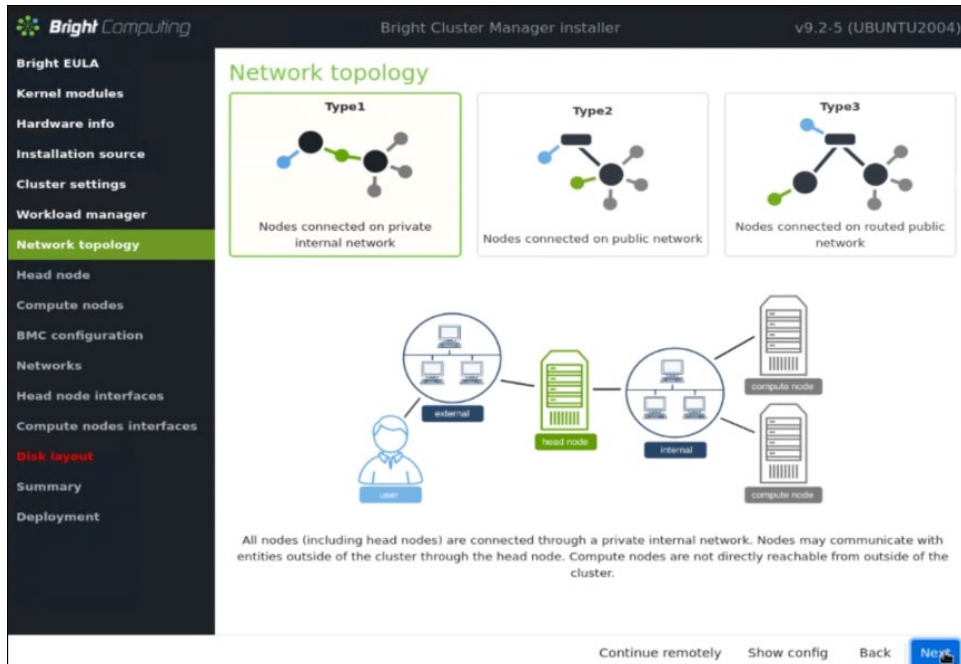 Bright Computing
Bright Cluster Manager installer
v9.2-5 (UBUNTU2004)
Bright EULA
Kernel modules
Hardware info
Installation source
Cluster settings
Workload manager
Network topology
Head node
Compute nodes
BMC configuration
Networks
Head node interfaces
Compute nodes interfaces
Disk layout
Summary
Deployment
Network topology
Type1
Nodes connected on private
internal network
Type2
Nodes connected on public network
Type3
Nodes connected on routed public
network
external
user
head node
internal
compute node
compute node
All nodes (including head nodes) are connected through a private internal network. Nodes may communicate with
entities outside of the cluster through the head node. Compute nodes are not directly reachable from outside of the
cluster.
Continue remotely
Show config
Back
Next